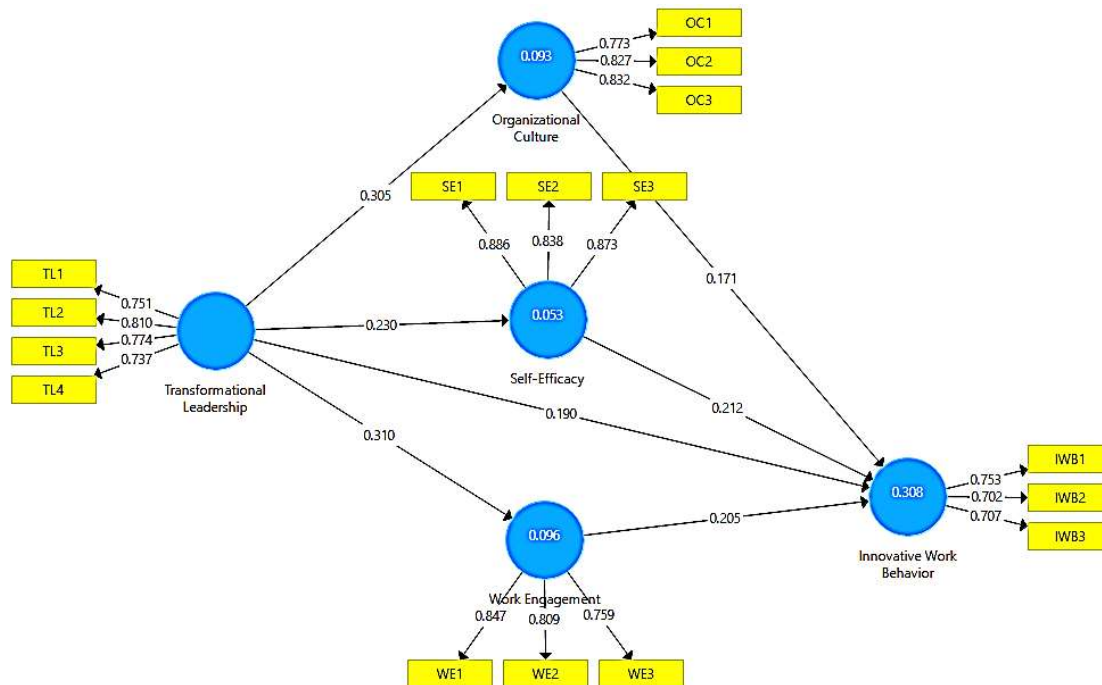 OC1
0.773
0.093
0.827
OC2
0.832
OC3
Organizational
Culture
0.305
SE1
SE2
SE3
0.886
0.838
0.873
0.171
TL1
0.751
TL2
0.810
TL3
0.774
0.737
TL4
Transformational
Leadership
0.230
0.053
Self-Efficacy
0.190
0.212
0.310
0.205
0.308
IWB1
0.753
0.702
IWB2
0.707
IWB3
Innovative Work
Behavior
0.096
Work Engagement
0.847
0.809
0.759
WE1
WE2
WE3